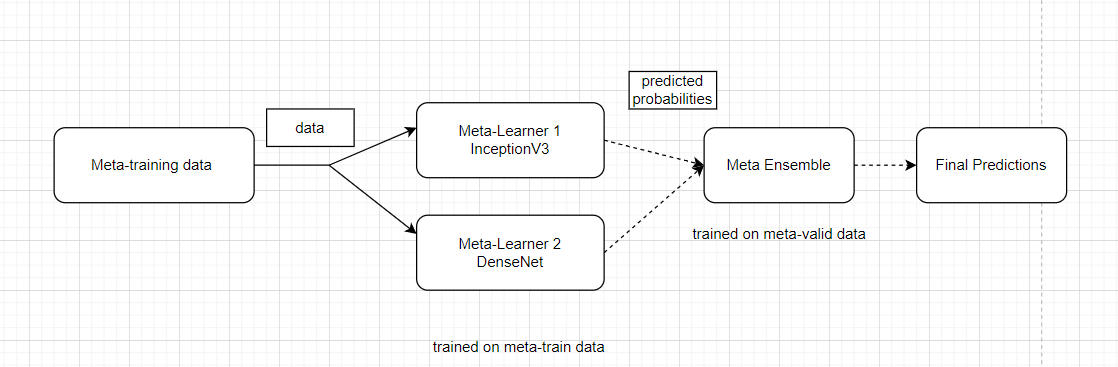 Meta-training data
data
Meta-Learner 1
InceptionV3
Meta-Learner 2
DenseNet
trained on meta-train data
predicted
probabilities
Meta Ensemble
trained on meta-valid data
Final Predictions